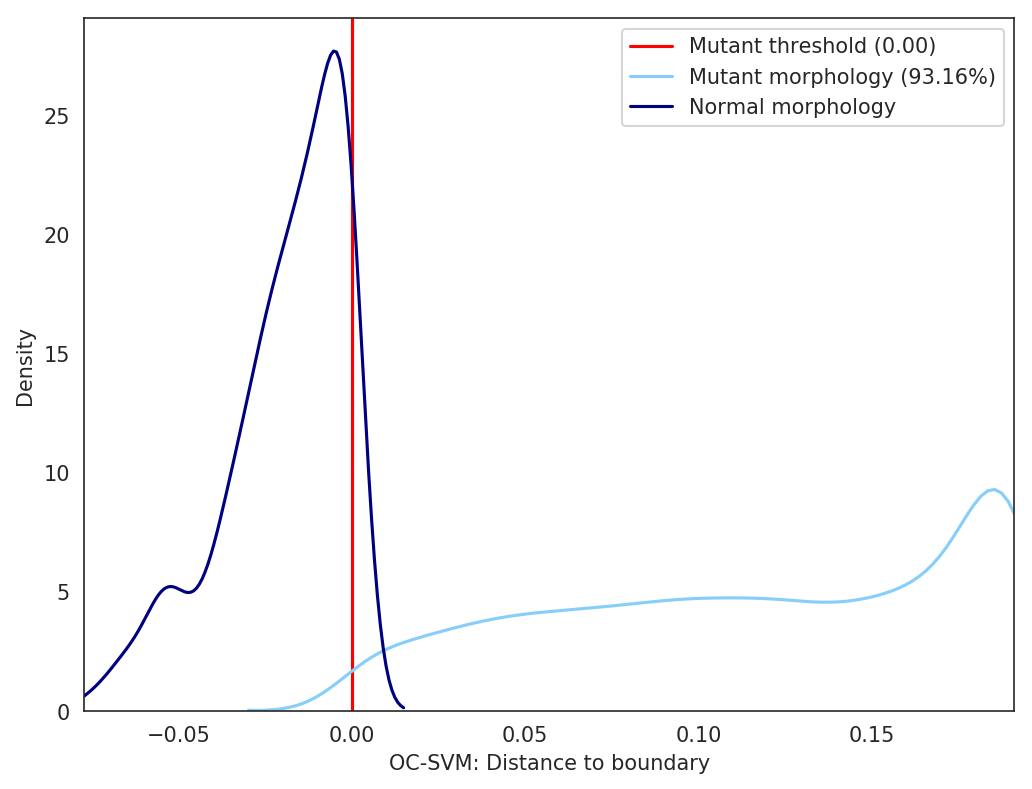 Mutant threshold (0.00)
Mutant morphology (93.16%)
Normal morphology
Density
25
20
15
10
5
0
−0.05
0.00
0.05
0.10
0.15
OC-SVM: Distance to boundary